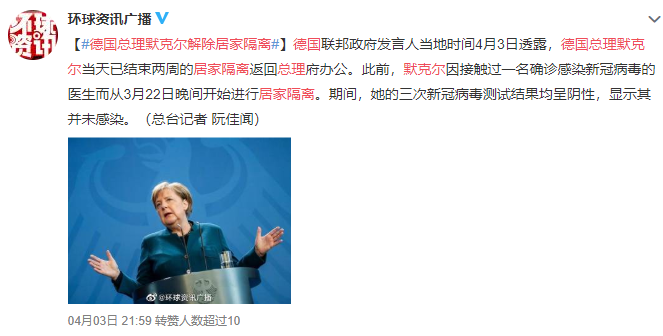 环球资讯
环球资讯广播
【#德国总理默克尔解除居家隔离#】德国联邦政府发言人当地时间4月3日透露，德国总理默克
尔当天已结束两周的居家隔离返回总理府办公。此前，默克尔因接触过一名确诊感染新冠病毒的
医生而从3月22日晚间开始进行居家隔离。期间，她的三次新冠病毒测试结果均呈阴性，显示其
并未感染。（总台记者 阮佳闻）
@环球资讯广播
04月03日 21:59 转赞人数超过10